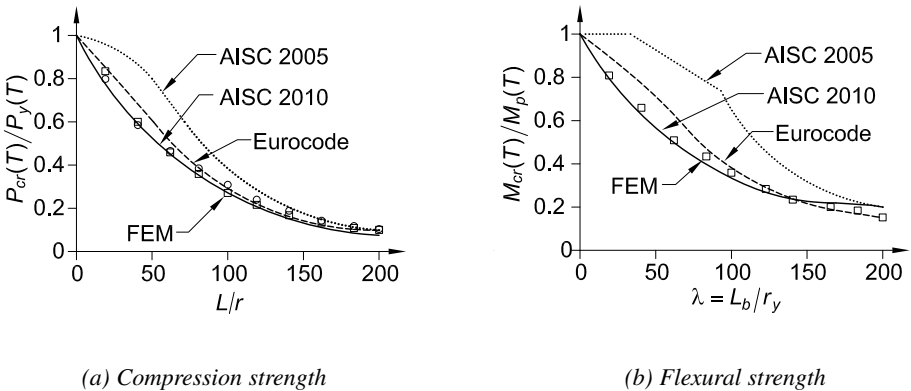 1
0.8
0.6
0.4
0.2
0
P_cr(T)/P_y(T)
AISC 2005
AISC 2010
Eurocode
FEM
0 50 100 150 200
L/r
(a) Compression strength
1
0.8
0.6
0.4
0.2
0
M_cr(T)/M_p(T)
AISC 2005
AISC 2010
Eurocode
FEM
0 50 100 150 200
λ = L_b/r_y
(b) Flexural strength